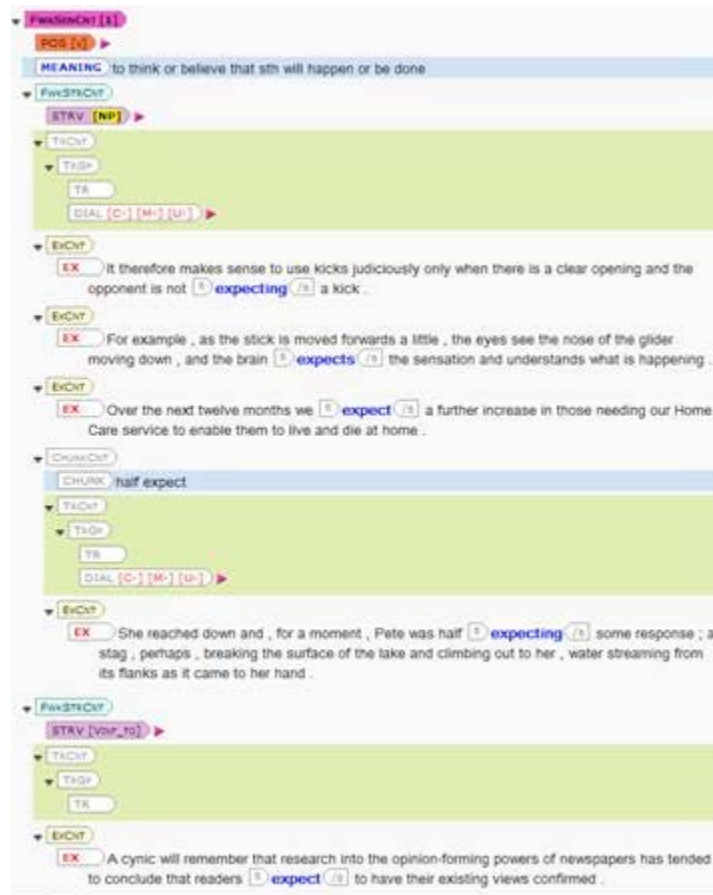 FwkSenCnt [1]
POS [v]
MEANING to think or believe that sth will happen or be done
FwkStrCnt
STRV [NP]
TrCnt
TrGr
TR
DIAL [C-] [M-] [U-]
ExCnt
EX It therefore makes sense to use kicks judiciously only when there is a clear opening and the
opponent is not expecting a kick .
ExCnt
EX For example , as the stick is moved forwards a little , the eyes see the nose of the glider
moving down , and the brain expects the sensation and understands what is happening .
ExCnt
EX Over the next twelve months we expect a further increase in those needing our Home
Care service to enable them to live and die at home .
ChunkCnt
CHUNK half expect
TrCnt
TrGr
TR
DIAL [C-] [M-] [U-]
ExCnt
EX She reached down and , for a moment , Pete was half expecting some response ; a
stag , perhaps , breaking the surface of the lake and climbing out to her , water streaming from
its flanks as it came to her hand .
FwkStrCnt
STRV [Vinf_to]
TrCnt
TrGr
TR
ExCnt
EX A cynic will remember that research into the opinion-forming powers of newspapers has tended
to conclude that readers expect to have their existing views confirmed .